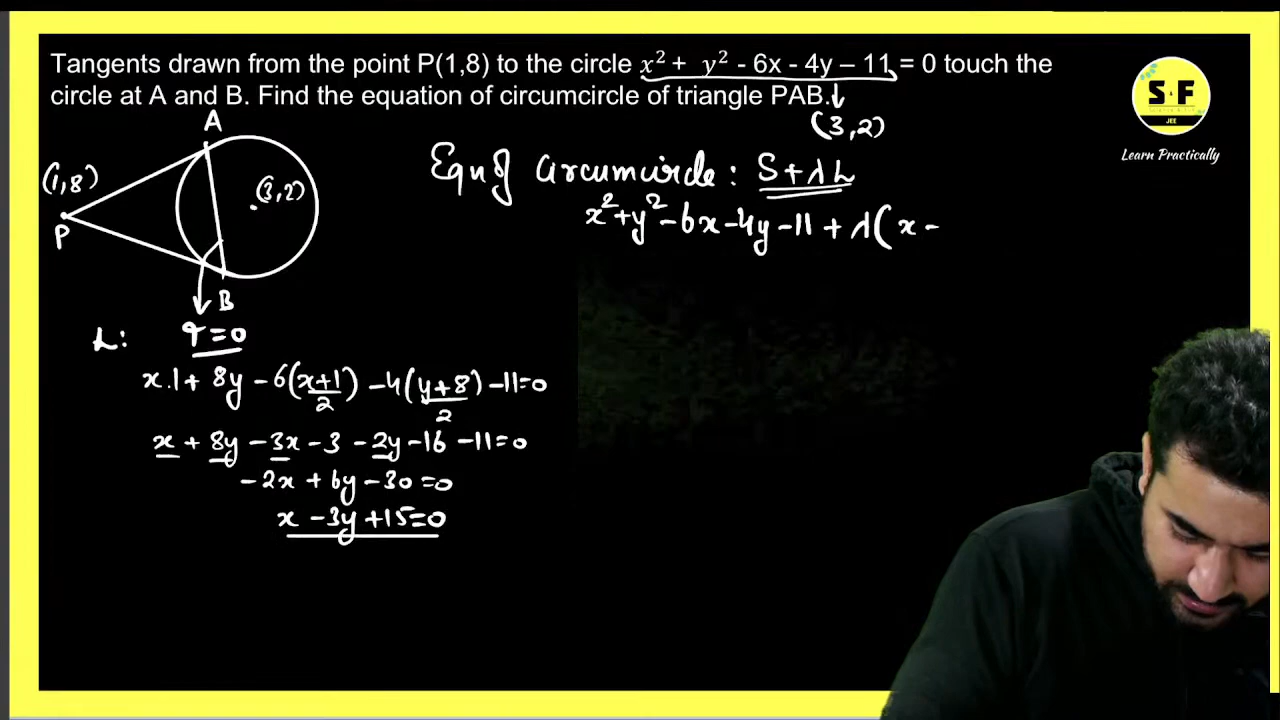 Tangents drawn from the point P(1,8) to the circle x² + y² - 6x - 4y – 11 = 0 touch the
circle at A and B. Find the equation of circumcircle of triangle PAB.
S&F
JEE
Learn Practically
(3,2)
A
(1,8)
(3,2)
P
B
Eqn of Circumcircle : S + λL
x² + y² - 6x - 4y - 11 + λ( x -
L: T = 0
x.1 + 8y - 6(x+1)/2 - 4(y+8)/2 - 11 = 0
x + 8y - 3x - 3 - 2y - 16 - 11 = 0
- 2x + 6y - 30 = 0
x - 3y + 15 = 0